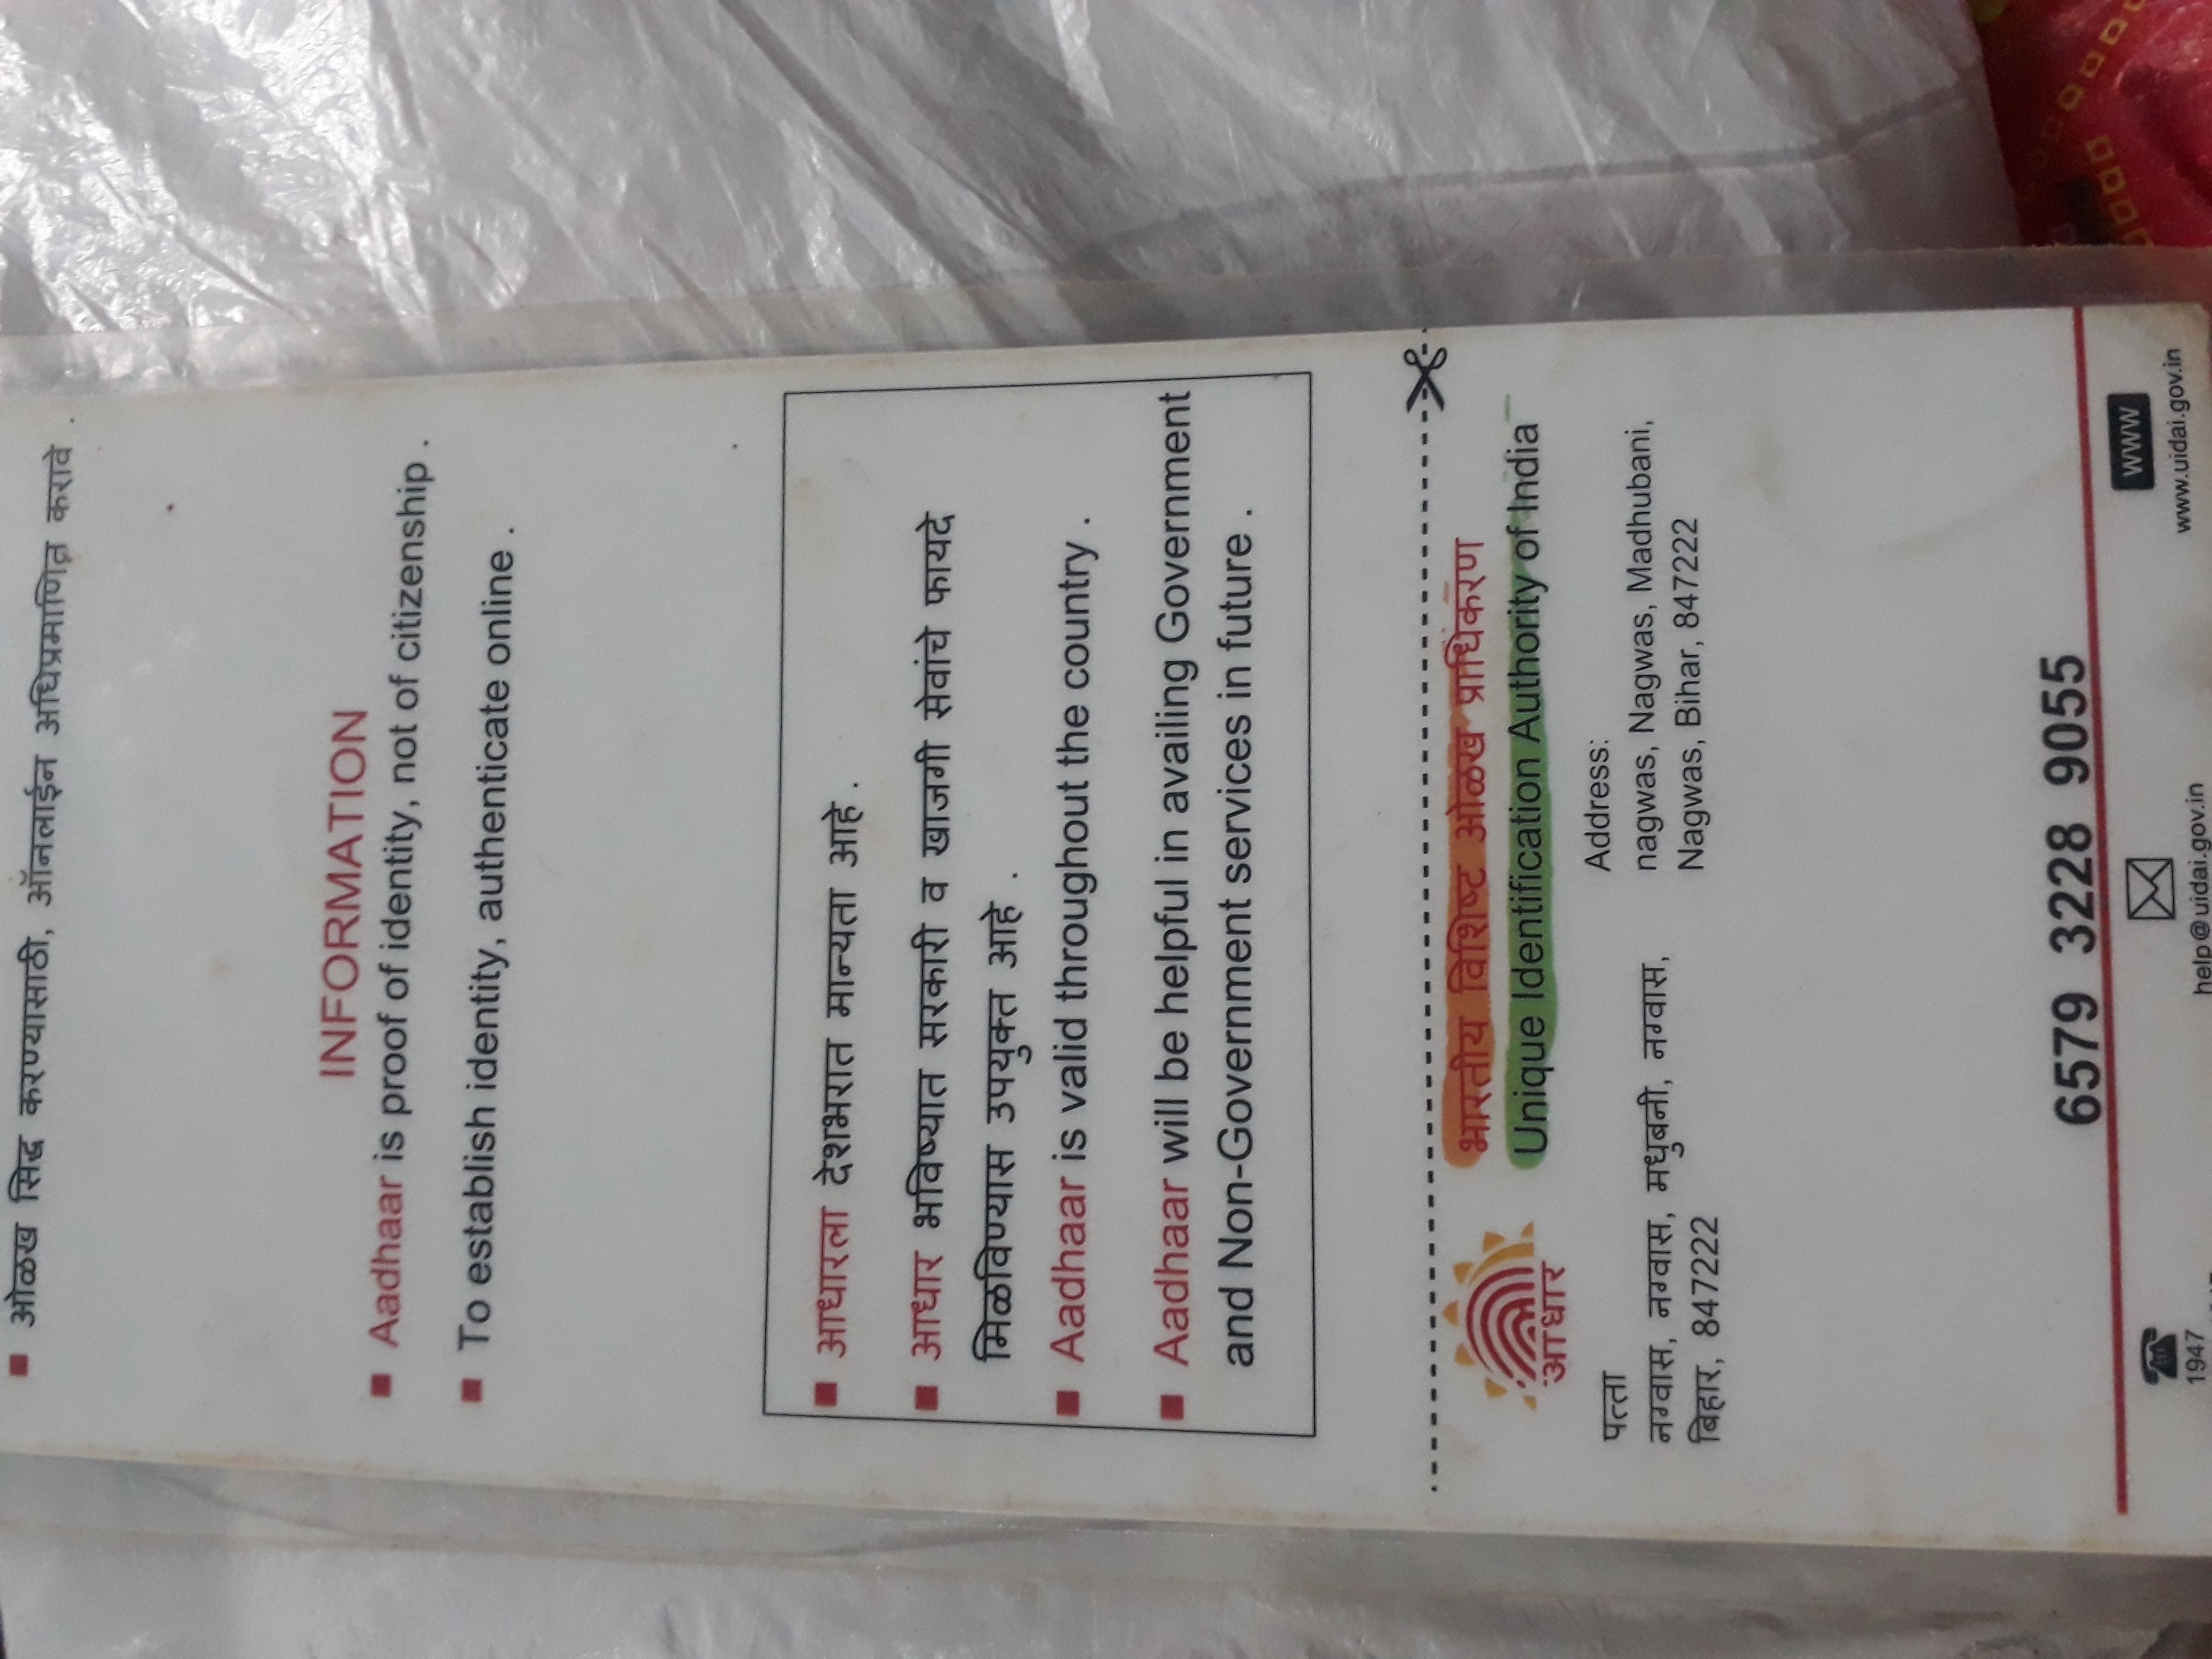 ■ ओळख सिद्ध करण्यासाठी, ऑनलाईन अधिप्रमाणित करावे .
INFORMATION
■ Aadhaar is proof of identity, not of citizenship .
■ To establish identity, authenticate online .
■ आधारला देशभरात मान्यता आहे .
■ आधार भविष्यात सरकारी व खाजगी सेवांचे फायदे
मिळविण्यास उपयुक्त आहे .
■ Aadhaar is valid throughout the country .
■ Aadhaar will be helpful in availing Government
and Non-Government services in future .
भारतीय विशिष्ट ओळख प्राधिकरण
Unique Identification Authority of India
आधार
पत्ता
नग्वास, नग्वास, मधुबनी, नग्वास,
बिहार, 847222
Address:
nagwas, Nagwas, Madhubani,
Nagwas, Bihar, 847222
6579 3228 9055
1947
help@uidai.gov.in
www
www.uidai.gov.in